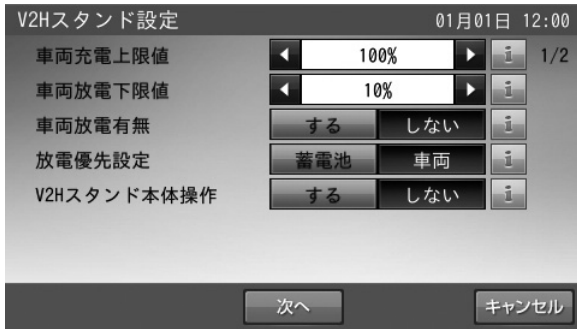 V2Hスタンド設定 01月01日 12:00
車両充電上限値 ◀ 100% ▶ i 1/2
車両放電下限値 ◀ 10% ▶ i
車両放電有無 する しない i
放電優先設定 蓄電池 車両 i
V2Hスタンド本体操作 する しない i
次へ キャンセル